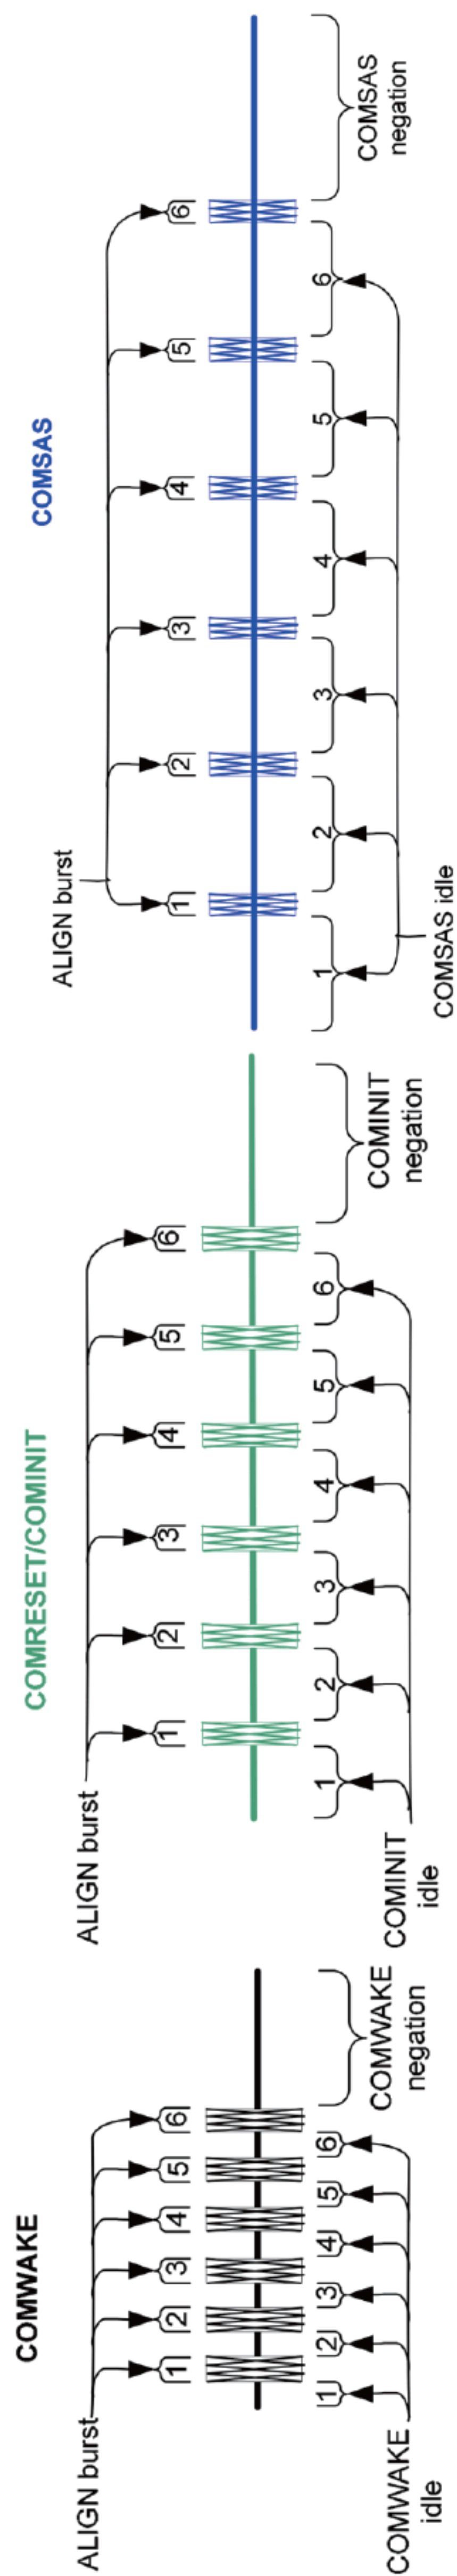 COMWAKE
ALIGN burst
1 2 3 4 5 6
1 2 3 4 5 6
COMWAKE
idle
COMWAKE
negation
COMRESET/COMINIT
ALIGN burst
1 2 3 4 5 6
1 2 3 4 5 6
COMINIT
idle
COMINIT
negation
COMSAS
ALIGN burst
1 2 3 4 5 6
1 2 3 4 5 6
COMSAS idle
COMSAS
negation